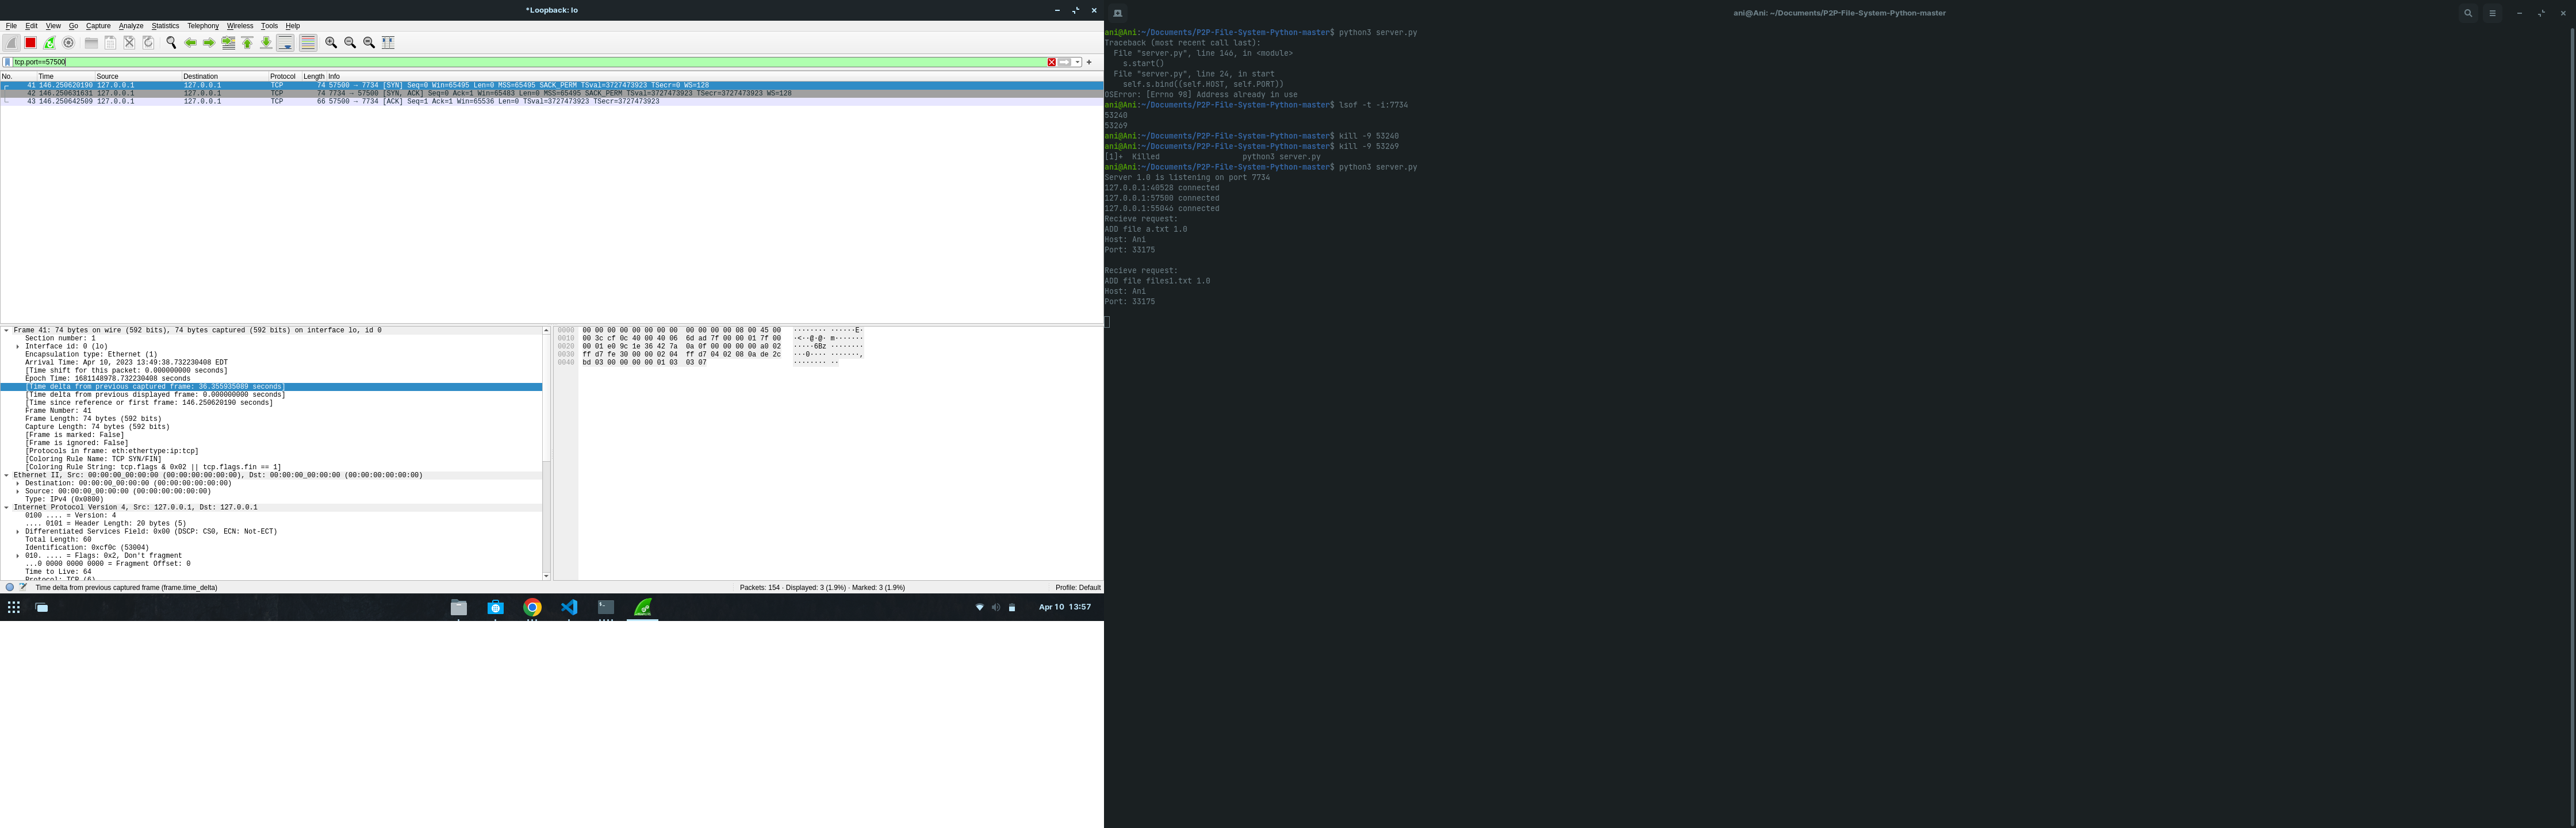 *Loopback: lo
File Edit View Go Capture Analyze Statistics Telephony Wireless Tools Help
tcp.port==57500
No. Time Source Destination Protocol Length Info
41 146.250620190 127.0.0.1 127.0.0.1 TCP 74 57500 → 7734 [SYN] Seq=0 Win=65495 Len=0 MSS=65495 SACK_PERM TSval=3727473923 TSecr=0 WS=128
42 146.250631631 127.0.0.1 127.0.0.1 TCP 74 7734 → 57500 [SYN, ACK] Seq=0 Ack=1 Win=65483 Len=0 MSS=65495 SACK_PERM TSval=3727473923 TSecr=3727473923 WS=128
43 146.250642509 127.0.0.1 127.0.0.1 TCP 66 57500 → 7734 [ACK] Seq=1 Ack=1 Win=65536 Len=0 TSval=3727473923 TSecr=3727473923
Frame 41: 74 bytes on wire (592 bits), 74 bytes captured (592 bits) on interface lo, id 0
Section number: 1
Interface id: 0 (lo)
Encapsulation type: Ethernet (1)
Arrival Time: Apr 10, 2023 13:49:38.732230408 EDT
[Time shift for this packet: 0.000000000 seconds]
Epoch Time: 1681148978.732230408 seconds
[Time delta from previous captured frame: 36.355935089 seconds]
[Time delta from previous displayed frame: 0.000000000 seconds]
[Time since reference or first frame: 146.250620190 seconds]
Frame Number: 41
Frame Length: 74 bytes (592 bits)
Capture Length: 74 bytes (592 bits)
[Frame is marked: False]
[Frame is ignored: False]
[Protocols in frame: eth:ethertype:ip:tcp]
[Coloring Rule Name: TCP SYN/FIN]
[Coloring Rule String: tcp.flags & 0x02 || tcp.flags.fin == 1]
Ethernet II, Src: 00:00:00_00:00:00 (00:00:00:00:00:00), Dst: 00:00:00_00:00:00 (00:00:00:00:00:00)
Destination: 00:00:00_00:00:00 (00:00:00:00:00:00)
Source: 00:00:00_00:00:00 (00:00:00:00:00:00)
Type: IPv4 (0x0800)
Internet Protocol Version 4, Src: 127.0.0.1, Dst: 127.0.0.1
0100 .... = Version: 4
.... 0101 = Header Length: 20 bytes (5)
Differentiated Services Field: 0x00 (DSCP: CS0, ECN: Not-ECT)
Total Length: 60
Identification: 0xcf0c (53004)
010. .... = Flags: 0x2, Don't fragment
...0 0000 0000 0000 = Fragment Offset: 0
Time to Live: 64
Protocol: TCP (6)
0000 00 00 00 00 00 00 00 00 00 00 00 00 08 00 45 00 ········ ······E·
0010 00 3c cf 0c 40 00 40 06 6d ad 7f 00 00 01 7f 00 ·<··@·@· m·······
0020 00 01 e0 9c 1e 36 42 7a 0a 0f 00 00 00 00 a0 02 ·····6Bz ········
0030 ff d7 fe 30 00 00 02 04 ff d7 04 02 08 0a de 2c ···0···· ·······,
0040 bd 03 00 00 00 00 01 03 03 07 ········ ··
Time delta from previous captured frame (frame.time_delta)
Packets: 154 · Displayed: 3 (1.9%) · Marked: 3 (1.9%)
Profile: Default
Apr 10 13:57
ani@Ani: ~/Documents/P2P-File-System-Python-master
ani@Ani:~/Documents/P2P-File-System-Python-master$ python3 server.py
Traceback (most recent call last):
File "server.py", line 146, in <module>
s.start()
File "server.py", line 24, in start
self.s.bind((self.HOST, self.PORT))
OSError: [Errno 98] Address already in use
ani@Ani:~/Documents/P2P-File-System-Python-master$ lsof -t -i:7734
53240
53269
ani@Ani:~/Documents/P2P-File-System-Python-master$ kill -9 53240
ani@Ani:~/Documents/P2P-File-System-Python-master$ kill -9 53269
[1]+ Killed python3 server.py
ani@Ani:~/Documents/P2P-File-System-Python-master$ python3 server.py
Server 1.0 is listening on port 7734
127.0.0.1:40528 connected
127.0.0.1:57500 connected
127.0.0.1:55046 connected
Recieve request:
ADD file a.txt 1.0
Host: Ani
Port: 33175
Recieve request:
ADD file files1.txt 1.0
Host: Ani
Port: 33175